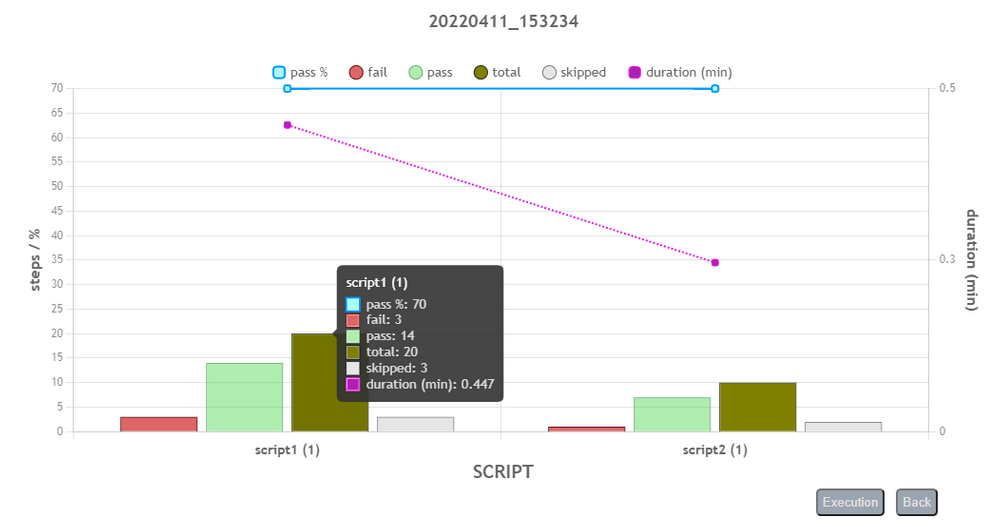 20220411_153234
pass % fail pass total skipped duration (min)
70
65
60
55
50
45
40
35
30
25
20
15
10
5
0
steps / %
0.5
0.3
0
duration (min)
script1 (1)
pass %: 70
fail: 3
pass: 14
total: 20
skipped: 3
duration (min): 0.447
script1 (1) script2 (1)
SCRIPT
Execution Back